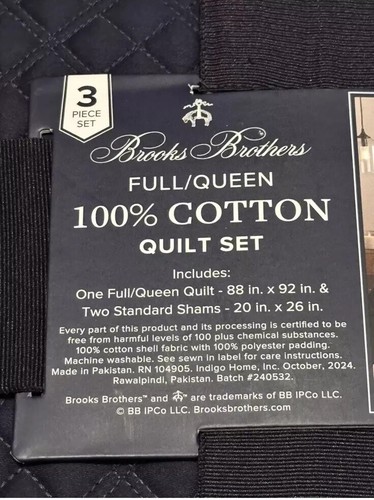 3
PIECE
SET
Brooks Brothers
FULL/QUEEN
100% COTTON
QUILT SET
Includes:
One Full/Queen Quilt - 88 in. x 92 in. &
Two Standard Shams - 20 in. x 26 in.
Every part of this product and its processing is certified to be
free from harmful levels of 100 plus chemical substances.
100% cotton shell fabric with 100% polyester padding.
Machine washable. See sewn in label for care instructions.
Made in Pakistan. RN 104905. Indigo Home, Inc. October, 2024.
Rawalpindi, Pakistan. Batch #240532.
Brooks Brothers™ and ™ are trademarks of BB IPCo LLC.
© BB IPCo LLC. Brooksbrothers.com